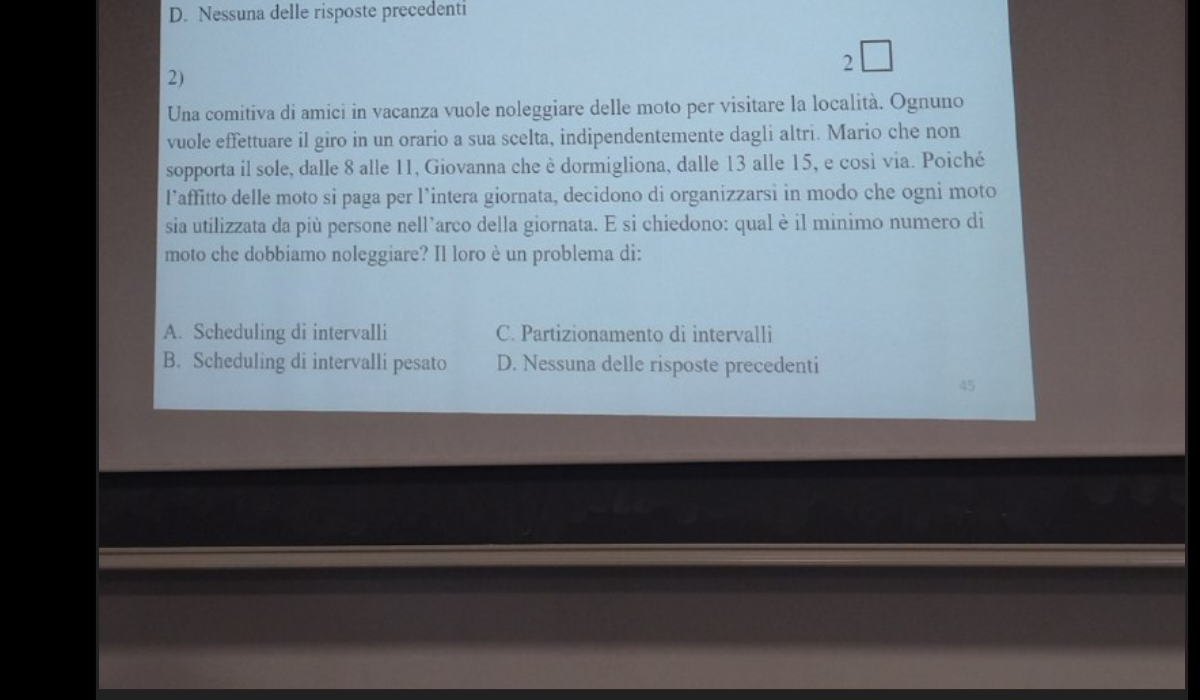 D. Nessuna delle risposte precedenti
2
2)
Una comitiva di amici in vacanza vuole noleggiare delle moto per visitare la località. Ognuno
vuole effettuare il giro in un orario a sua scelta, indipendentemente dagli altri. Mario che non
sopporta il sole, dalle 8 alle 11, Giovanna che è dormigliona, dalle 13 alle 15, e così via. Poiché
l'affitto delle moto si paga per l'intera giornata, decidono di organizzarsi in modo che ogni moto
sia utilizzata da più persone nell'arco della giornata. E si chiedono: qual è il minimo numero di
moto che dobbiamo noleggiare? Il loro è un problema di:
A. Scheduling di intervalli
B. Scheduling di intervalli pesato
C. Partizionamento di intervalli
D. Nessuna delle risposte precedenti
45